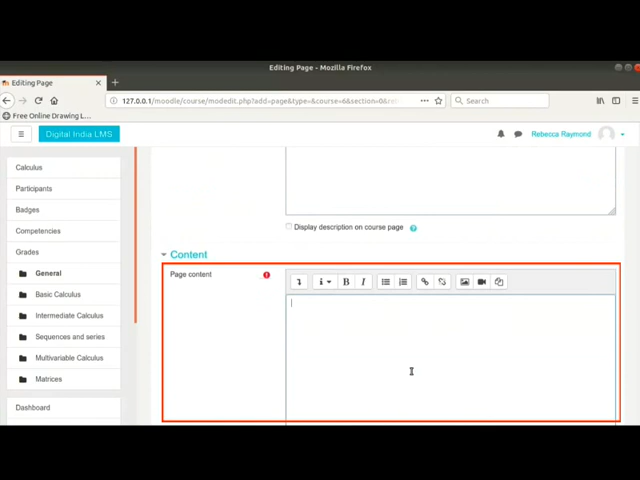 Editing Page - Mozilla Firefox
Editing Page
127.0.0.1/moodle/course/modedit.php?add=page&type=&course=6&section=0&ret
Search
Free Online Drawing L...
Digital India LMS
Rebecca Raymond
Calculus
Participants
Badges
Competencies
Grades
General
Basic Calculus
Intermediate Calculus
Sequences and series
Multivariable Calculus
Matrices
Dashboard
Display description on course page
Content
Page content
B I